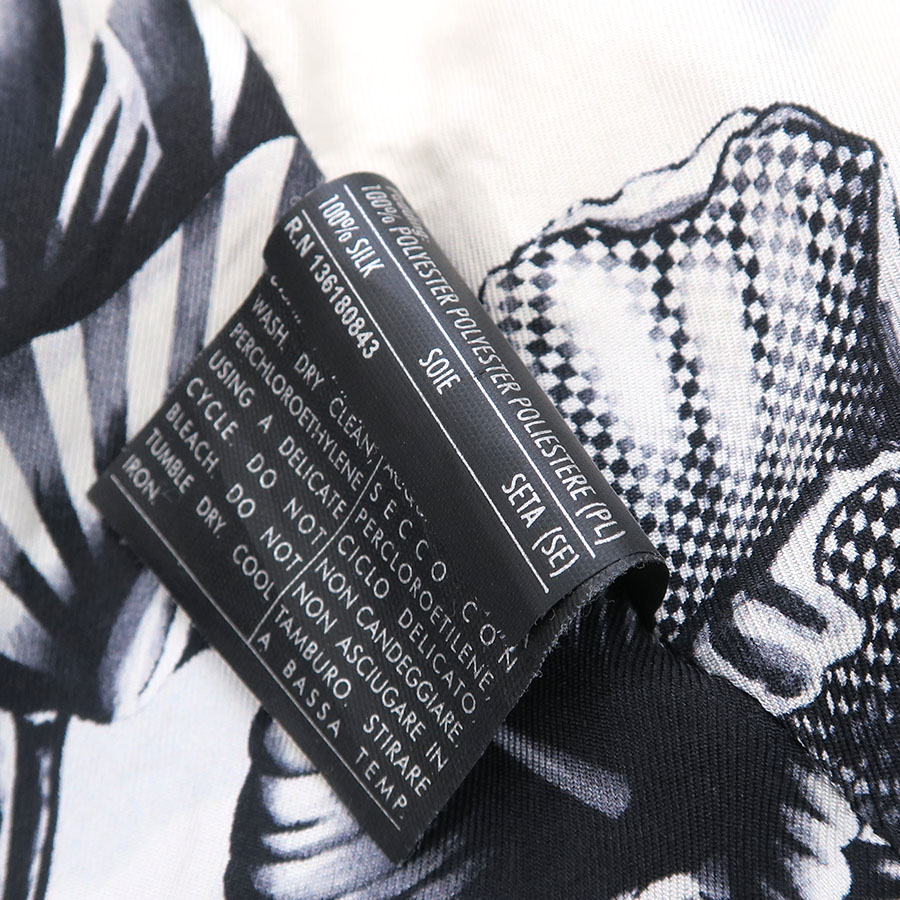 100% POLYESTER POLYESTER POLIESTERE (PL)
100% SILK SOIE SETA (SE)
R.N 136180843
WASH DRY CLEAN
PERCHLOROETHYLENE
USING A DELICATE
CYCLE DO NOT
BLEACH DO NOT
TUMBLE DRY. COOL
IRON
SECCO CO"N
PERCLOROETILENE
CICLO DELICATO.
NON CANDEGGIARE.
NON ASCIUGARE IN
TAMBURO. STIRARE
A BASSA TEMP.